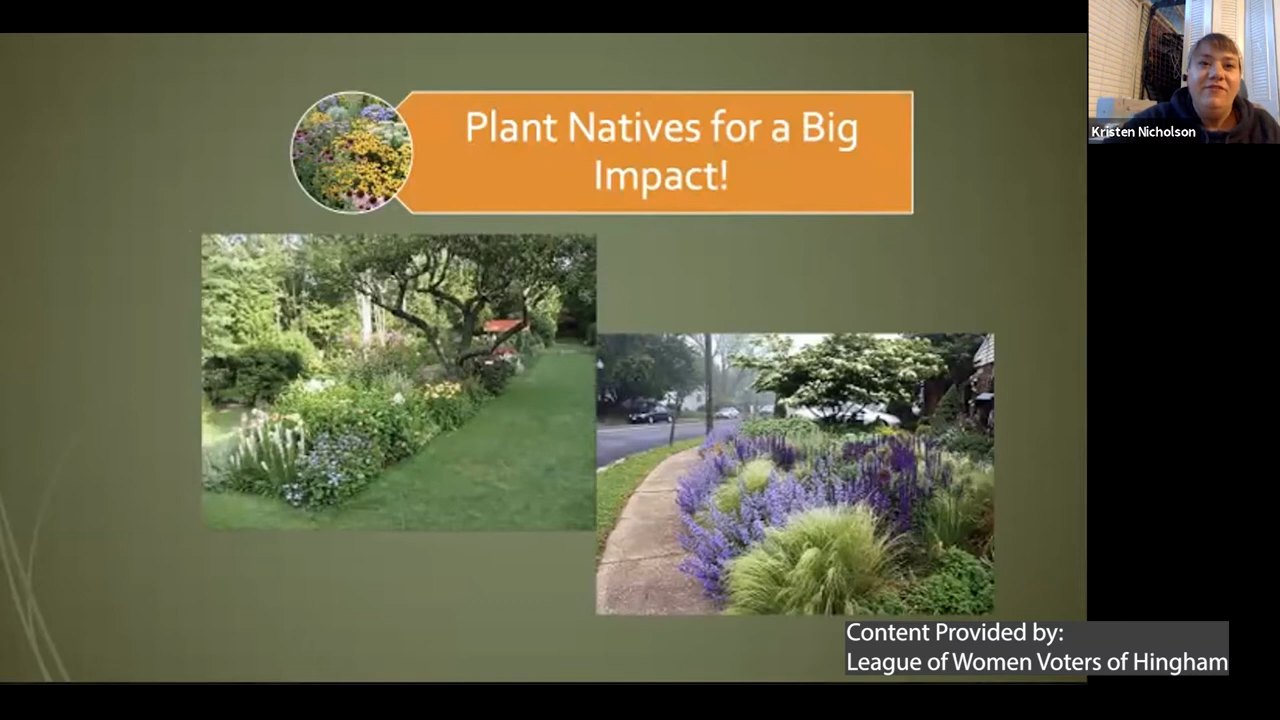 Plant Natives for a Big
Impact!
Kristen Nicholson
Content Provided by:
League of Women Voters of Hingham